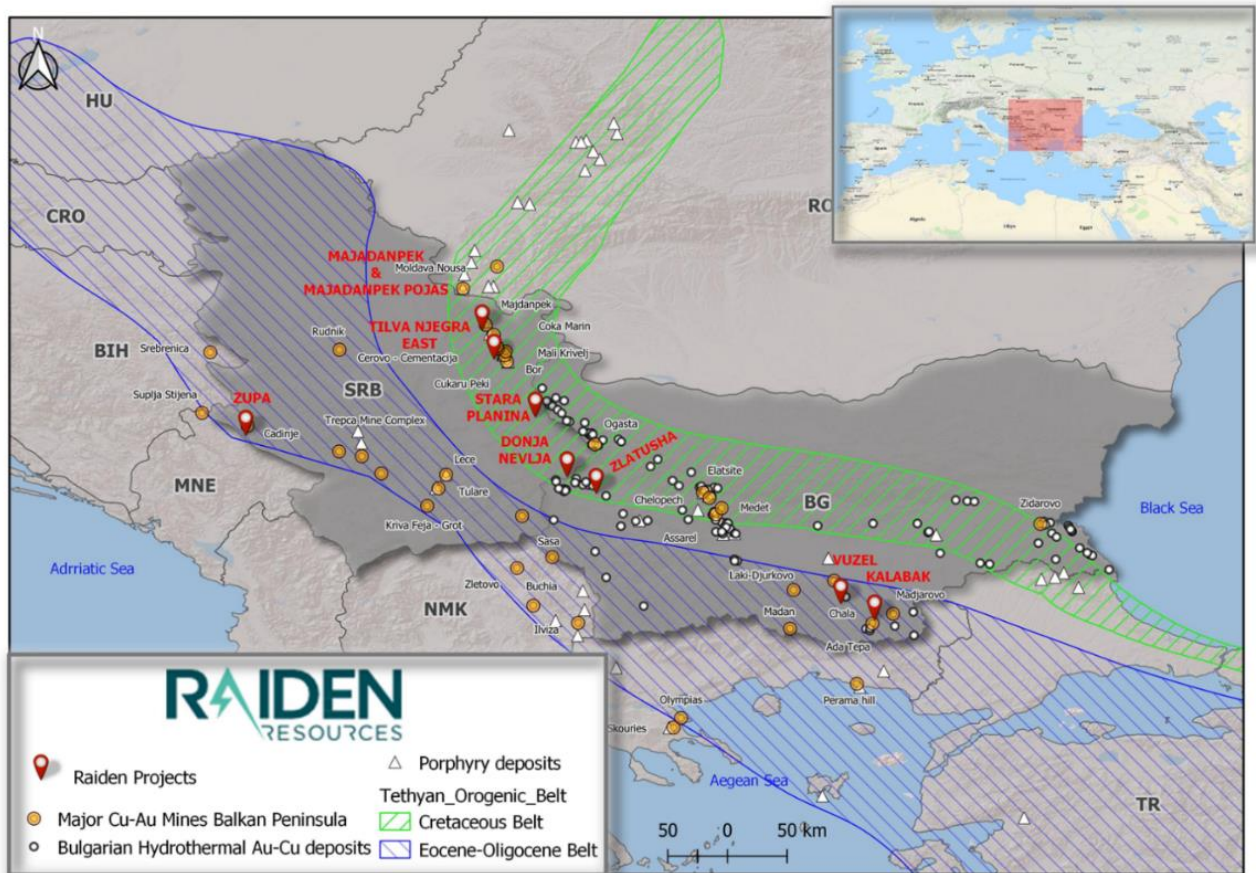 N
HU
CRO
RO
MAJADANPEK
&
MAJADANPEK POJAS
Moldava Nousa
Majdanpek
TILVA NJEGRA
EAST
Coka Marin
Rudnik
Cerovo - Cementacija
Mali Krivelj
BIH
Srebrenica
SRB
Bor
Cukaru Peki
Suplja Stijena
ZUPA
STARA
PLANINA
Cadinje
Trepca Mine Complex
Ogasta
DONJA
NEVLJA
ZLATUSHA
Lece
Elatsite
MNE
Tulare
Chelopech
Medet
BG
Zidarovo
Black Sea
Kriva Feja - Grot
Assarel
Sasa
VUZEL
Adrriatic Sea
Zletovo
Buchia
Laki-Djurkovo
KALABAK
NMK
Madan
Chala
Madjarovo
Ilviza
Ada Tepa
Olympias
Perama hill
Skouries
Aegean Sea
TR
50 0 50 km
RAIDEN
RESOURCES
Raiden Projects
Major Cu-Au Mines Balkan Peninsula
Bulgarian Hydrothermal Au-Cu deposits
Porphyry deposits
Tethyan_Orogenic_Belt
Cretaceous Belt
Eocene-Oligocene Belt